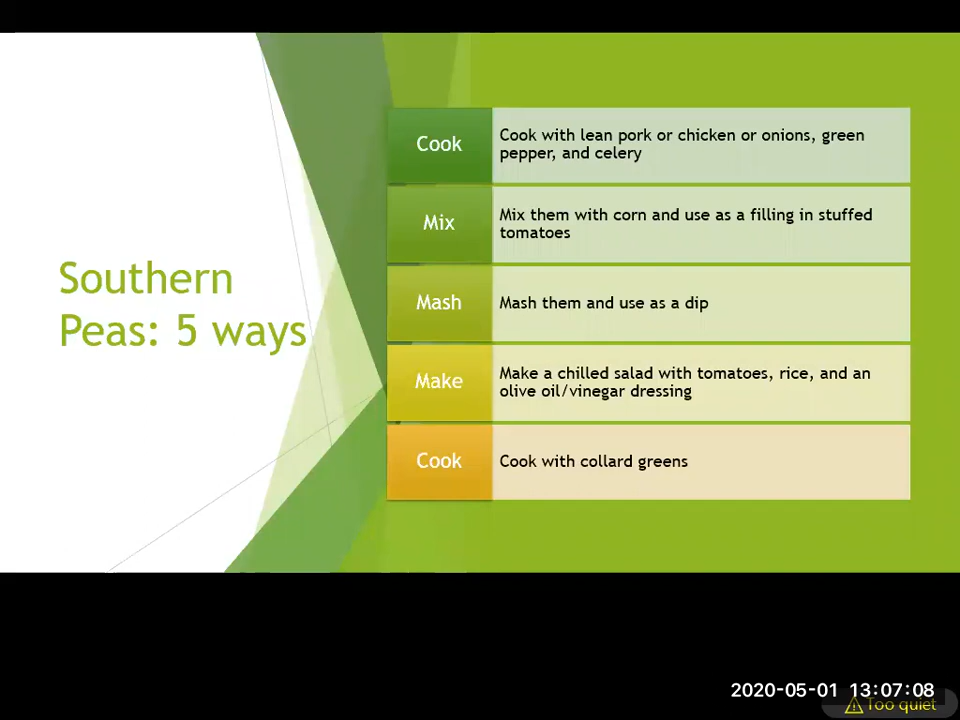 Southern
Peas: 5 ways
Cook
Cook with lean pork or chicken or onions, green
pepper, and celery
Mix
Mix them with corn and use as a filling in stuffed
tomatoes
Mash
Mash them and use as a dip
Make
Make a chilled salad with tomatoes, rice, and an
olive oil/vinegar dressing
Cook
Cook with collard greens
2020-05-01 13:07:08
Too quiet